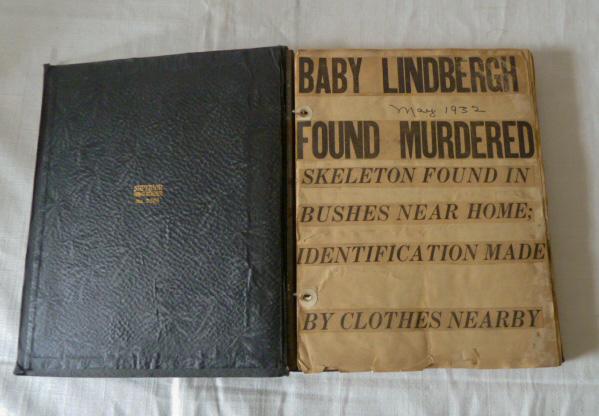 BABY LINDBERGH
May 1932
FOUND MURDERED
SKELETON FOUND IN
BUSHES NEAR HOME;
IDENTIFICATION MADE
BY CLOTHES NEARBY